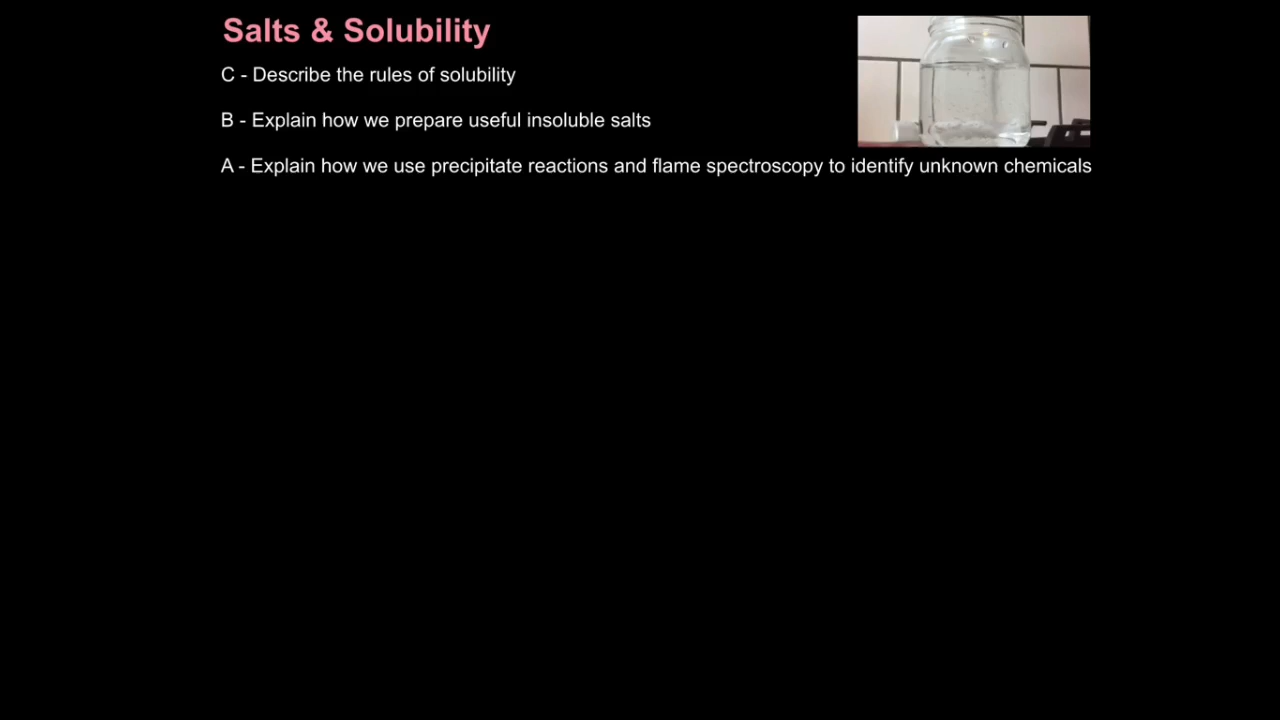 Salts & Solubility
C - Describe the rules of solubility
B - Explain how we prepare useful insoluble salts
A - Explain how we use precipitate reactions and flame spectroscopy to identify unknown chemicals